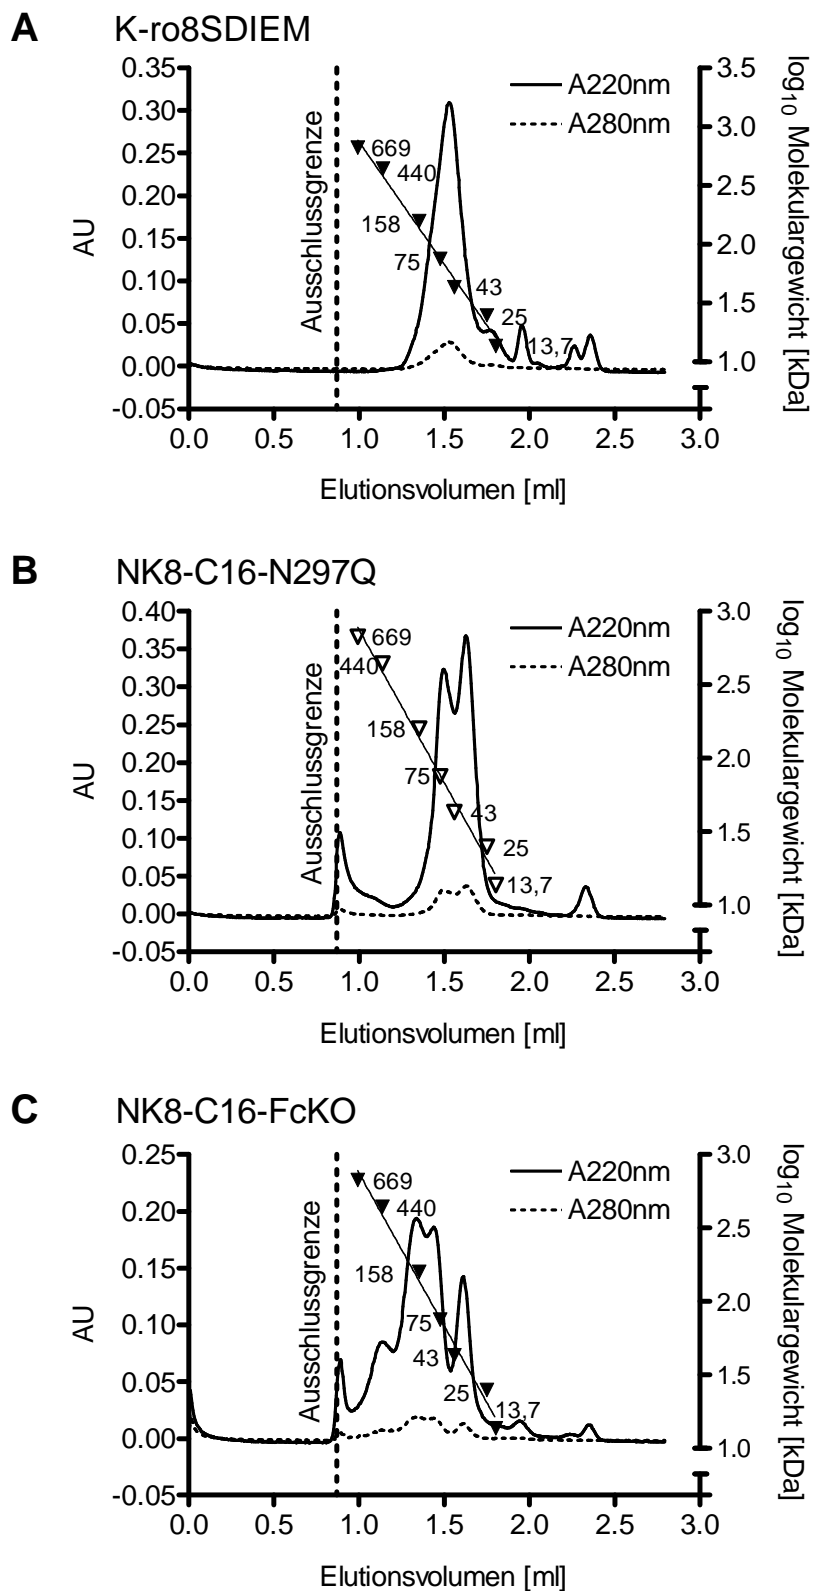 A
K-ro8SDIEM
0.35
0.30
0.25
0.20
0.15
0.10
0.05
0.00
-0.05
AU
Ausschlussgrenze
669
440
158
75
43
25
13,7
A220nm
A280nm
3.5
3.0
2.5
2.0
1.5
1.0
log10 Molekulargewicht [kDa]
0.0 0.5 1.0 1.5 2.0 2.5 3.0
Elutionsvolumen [ml]
B
NK8-C16-N297Q
0.40
0.35
0.30
0.25
0.20
0.15
0.10
0.05
0.00
-0.05
AU
Ausschlussgrenze
669
440
158
75
43
25
13,7
A220nm
A280nm
3.0
2.5
2.0
1.5
1.0
log10 Molekulargewicht [kDa]
0.0 0.5 1.0 1.5 2.0 2.5 3.0
Elutionsvolumen [ml]
C
NK8-C16-FcKO
0.25
0.20
0.15
0.10
0.05
0.00
-0.05
AU
Ausschlussgrenze
669
440
158
75
43
25
13,7
A220nm
A280nm
3.0
2.5
2.0
1.5
1.0
log10 Molekulargewicht [kDa]
0.0 0.5 1.0 1.5 2.0 2.5 3.0
Elutionsvolumen [ml]